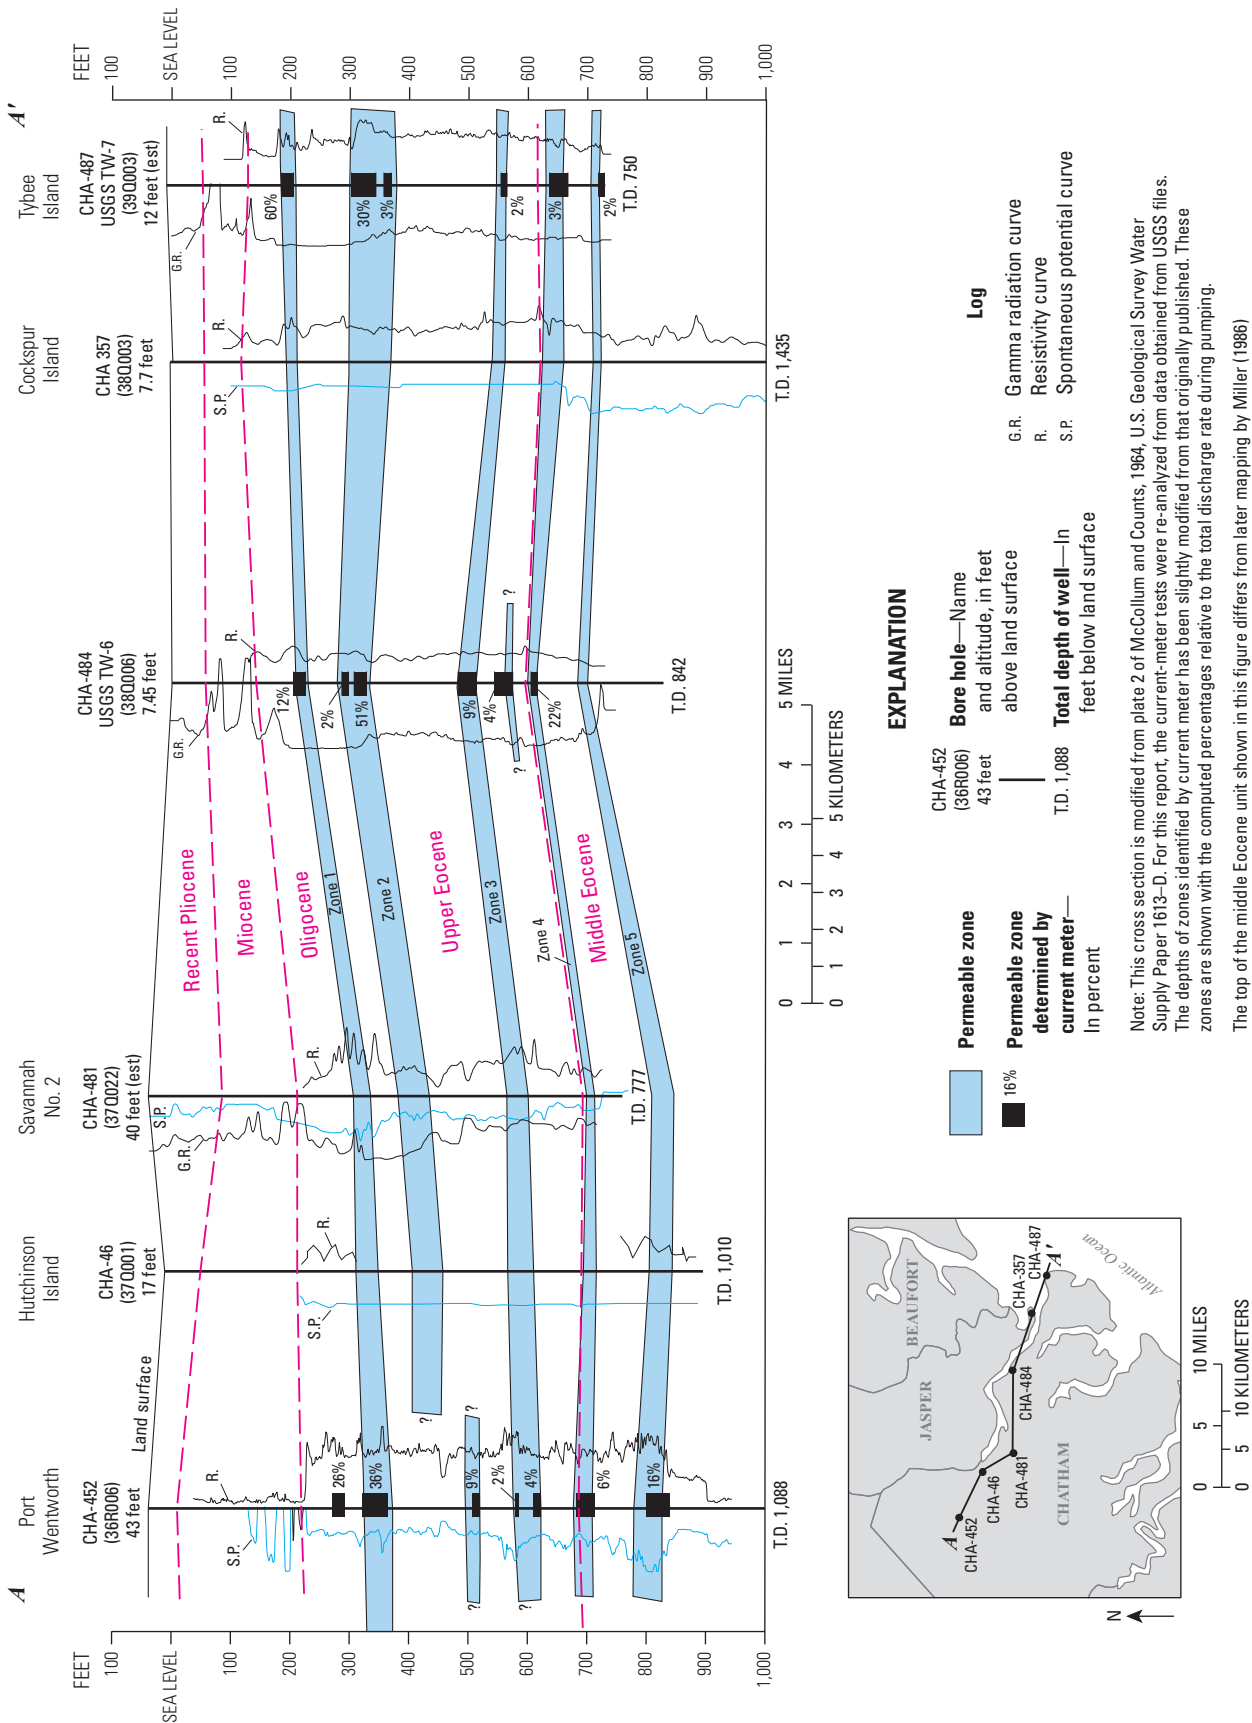 A
A′
Port
Wentworth
CHA-452
(36R006)
43 feet
Hutchinson
Island
CHA-46
(37Q001)
17 feet
Savannah
No. 2
CHA-481
(37Q022)
40 feet (est)
CHA-484
USGS TW-6
(38Q006)
7.45 feet
Cockspur
Island
CHA 357
(38Q003)
7.7 feet
Tybee
Island
CHA-487
USGS TW-7
(39Q003)
12 feet (est)
FEET
100
SEA LEVEL
100
200
300
400
500
600
700
800
900
1,000
FEET
100
SEA LEVEL
100
200
300
400
500
600
700
800
900
1,000
Land surface
R.
S.P.
26%
36%
9%
2%
4%
6%
16%
?
?
?
?
T.D. 1,088
R.
S.P.
T.D. 1,010
S.P.
G.R.
R.
T.D. 777
Recent Pliocene
Miocene
Oligocene
Zone 1
Zone 2
Upper Eocene
Zone 3
Zone 4
Middle Eocene
Zone 5
G.R.
R.
12%
2%
51%
9%
4%
22%
?
?
T.D. 842
R.
S.P.
T.D. 1,435
G.R.
R.
60%
30%
3%
2%
3%
2%
T.D. 750
0 1 2 3 4 5 MILES
0 1 2 3 4 5 KILOMETERS
EXPLANATION
Permeable zone
16%
Permeable zone
determined by
current meter—
In percent
CHA-452
(36R006)
43 feet
T.D. 1,088
Bore hole—Name
and altitude, in feet
above land surface
Total depth of well—In
feet below land surface
Log
G.R. Gamma radiation curve
R. Resistivity curve
S.P. Spontaneous potential curve
Note: This cross section is modified from plate 2 of McCollum and Counts, 1964, U.S. Geological Survey Water
Supply Paper 1613–D. For this report, the current-meter tests were re-analyzed from data obtained from USGS files.
The depths of zones identified by current meter has been slightly modified from that originally published. These
zones are shown with the computed percentages relative to the total discharge rate during pumping.
The top of the middle Eocene unit shown in this figure differs from later mapping by Miller (1986)
N
A
CHA-452
CHA-46
CHA-481
CHA-484
CHA-357
CHA-487
A′
JASPER
BEAUFORT
CHATHAM
Atlantic Ocean
0 5 10 MILES
0 5 10 KILOMETERS